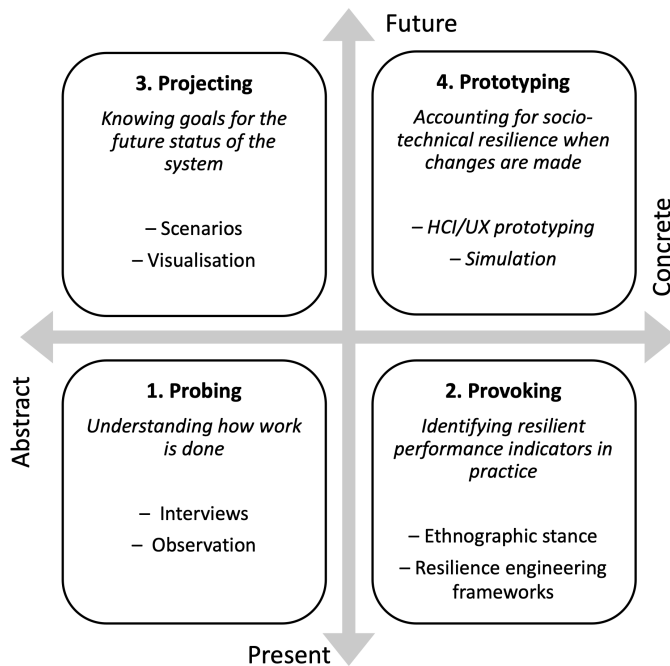 Future
3. Projecting
Knowing goals for the
future status of the
system
– Scenarios
– Visualisation
4. Prototyping
Accounting for socio-
technical resilience when
changes are made
– HCI/UX prototyping
– Simulation
Concrete
Abstract
1. Probing
Understanding how work
is done
– Interviews
– Observation
2. Provoking
Identifying resilient
performance indicators in
practice
– Ethnographic stance
– Resilience engineering
frameworks
Present